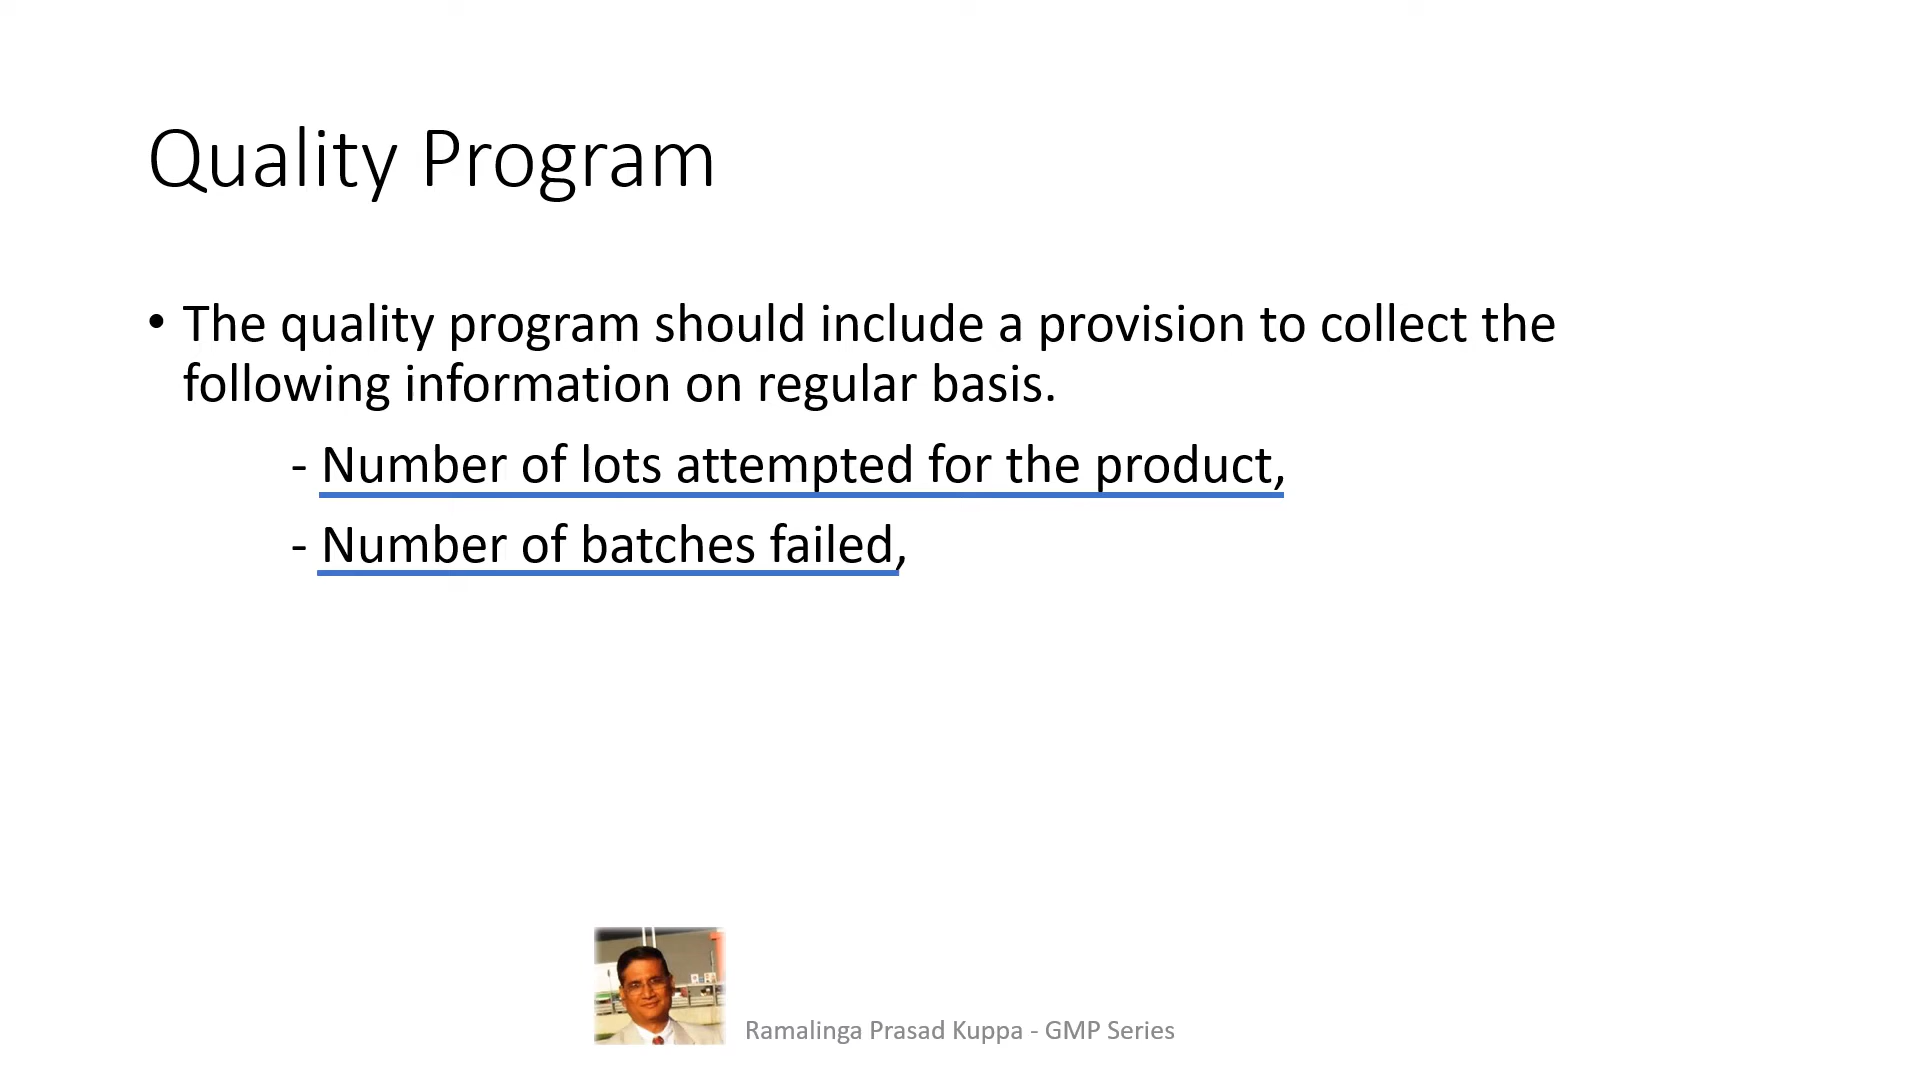 Quality Program
• The quality program should include a provision to collect the
following information on regular basis.
- Number of lots attempted for the product,
- Number of batches failed,
Ramalinga Prasad Kuppa - GMP Series